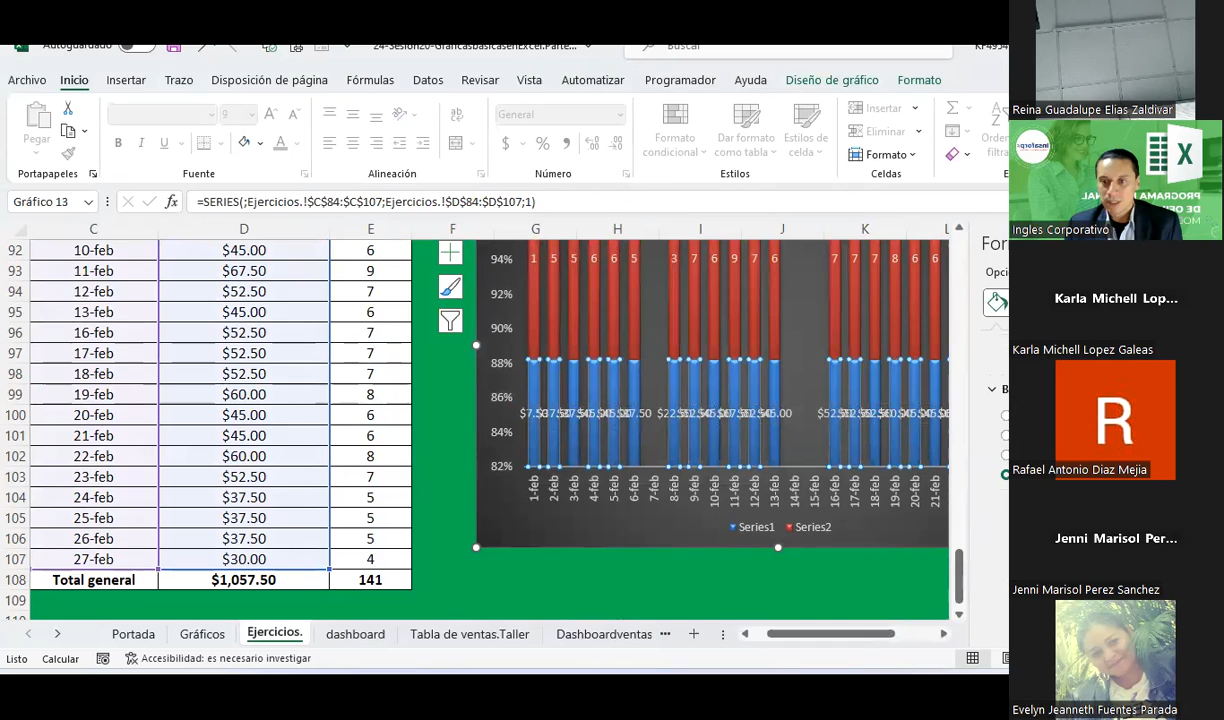 Autoguardado
24-Sesion20-GraficasbasicasenExcel.Parte...
Buscar
KF4954
Archivo Inicio Insertar Trazo Disposición de página Fórmulas Datos Revisar Vista Automatizar Programador Ayuda Diseño de gráfico Formato
Pegar
Portapapeles
9
N K S
Fuente
Alineación
General
Número
Formato condicional
Dar formato como tabla
Estilos de celda
Estilos
Insertar
Eliminar
Formato
Celdas
Gráfico 13
=SERIES(;Ejercicios.!$C$84:$C$107;Ejercicios.!$D$84:$D$107;1)
C D E F G H I J K L
92 10-feb $45.00 6
93 11-feb $67.50 9
94 12-feb $52.50 7
95 13-feb $45.00 6
96 16-feb $52.50 7
97 17-feb $52.50 7
98 18-feb $52.50 7
99 19-feb $60.00 8
100 20-feb $45.00 6
101 21-feb $45.00 6
102 22-feb $60.00 8
103 23-feb $52.50 7
104 24-feb $37.50 5
105 25-feb $37.50 5
106 26-feb $37.50 5
107 27-feb $30.00 4
108 Total general $1,057.50 141
109
94% 1 5 5 6 6 5 3 7 6 9 7 6 7 7 7 8 6 6
92%
90%
88%
86%
84%
82%
1-feb 2-feb 3-feb 4-feb 5-feb 6-feb 7-feb 8-feb 9-feb 10-feb 11-feb 12-feb 13-feb 14-feb 15-feb 16-feb 17-feb 18-feb 19-feb 20-feb 21-feb
Series1 Series2
Portada Gráficos Ejercicios. dashboard Tabla de ventas.Taller Dashboardventas
Listo Calcular Accesibilidad: es necesario investigar
Reina Guadalupe Elias Zaldivar
Ingles Corporativo
Karla Michell Lop...
Karla Michell Lopez Galeas
R
Rafael Antonio Diaz Mejia
Jenni Marisol Per...
Jenni Marisol Perez Sanchez
Evelyn Jeanneth Fuentes Parada